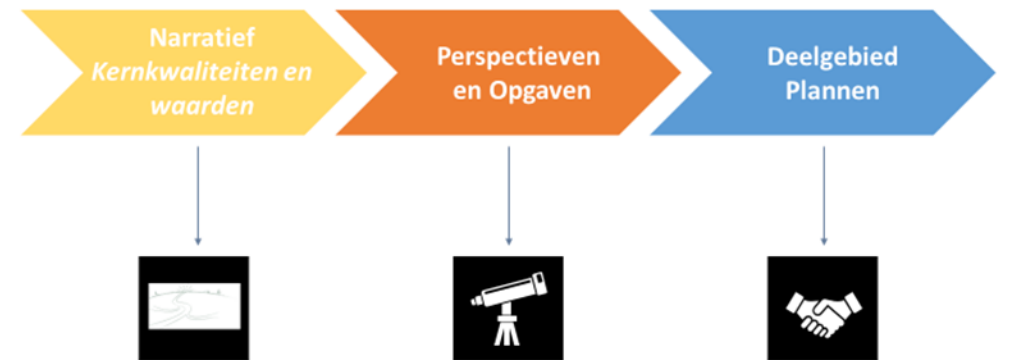 Narratief
Kernkwaliteiten en
waarden
Perspectieven
en Opgaven
Deelgebied
Plannen